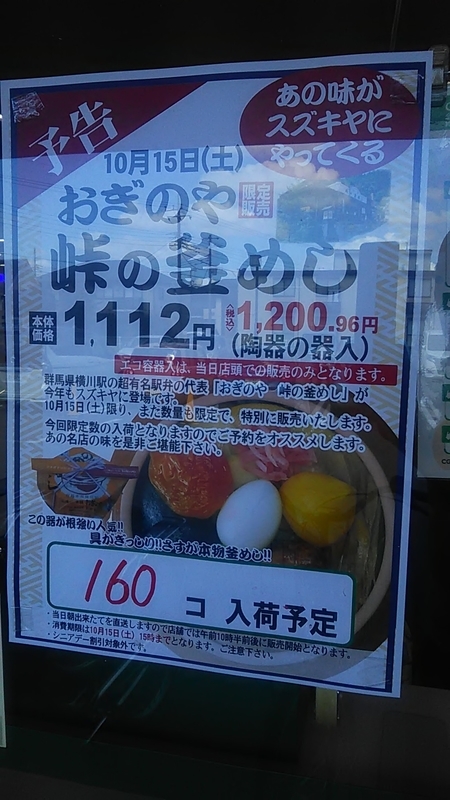 予告
あの味が
スズキヤに
やってくる
10月15日(土)
おぎのや
限定
販売
峠の釜めし
本体
価格
1,112円
〈税込〉
1,200.96円
(陶器の器入)
エコ容器入は、当日店頭での販売のみとなります。
群馬県横川駅の超有名駅弁の代表「おぎのや 峠の釜めし」が
今年もスズキヤに登場です。
10月15日(土)限り、また数量も限定で、特別に販売いたします。
今回限定数の入荷となりますのでご予約をオススメします。
あの名店の味を是非ご堪能下さい。
この器が根強い人気!!
具がぎっしり!!さすが本物釜めし!!
160 コ 入荷予定
・当日朝出来たてを直送しますので店舗では午前10時半前後に販売開始となります。
・消費期限は10月15日(土)15時までとなります。ご注意下さい。
・シニアデー割引対象外です。